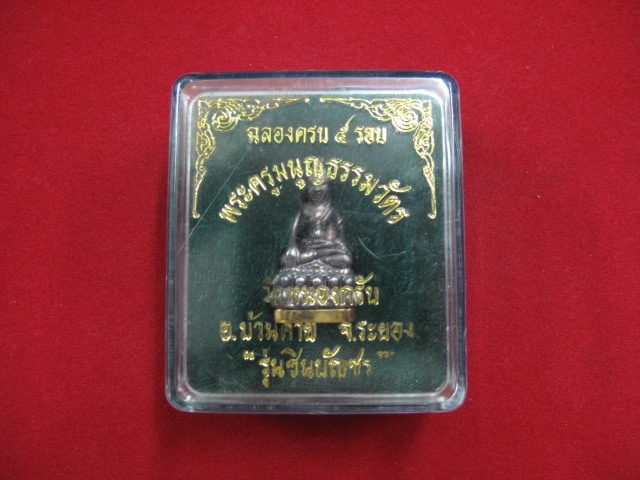 ฉลองครบ ๕ รอบ
พระครูมนูญธรรมวัตร
วัดหนองกรับ
อ.บ้านค่าย จ.ระยอง
"รุ่นชินบัญชร"